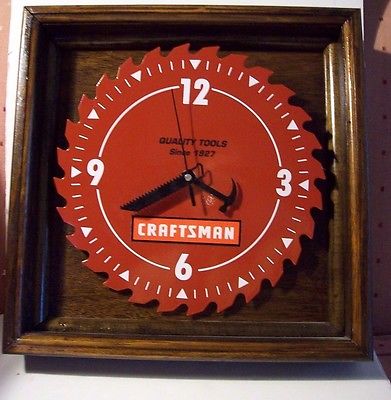 12
QUALITY TOOLS
Since 1927
9
3
CRAFTSMAN
6